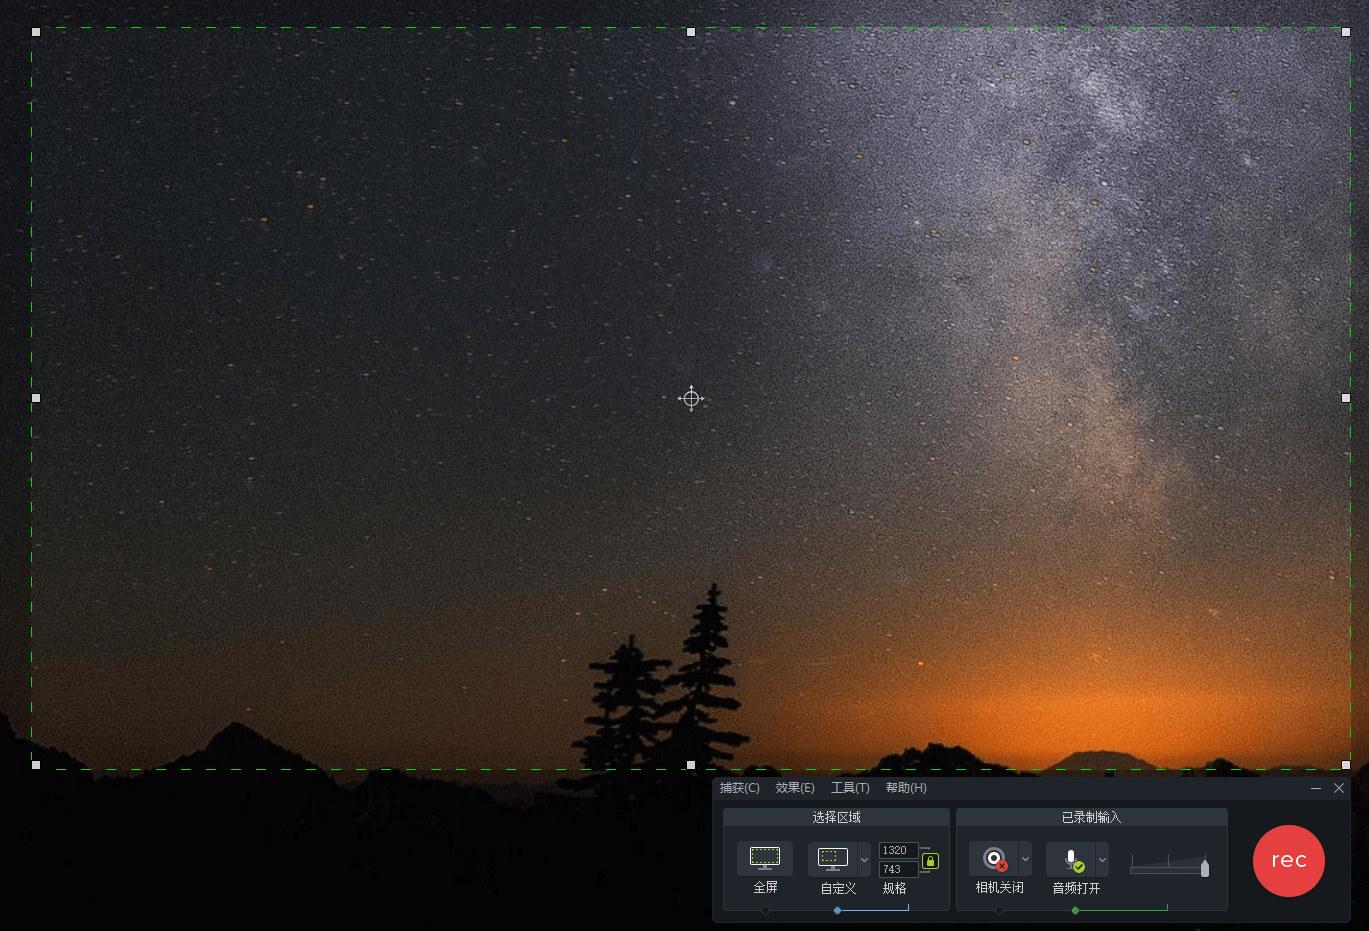 捕获(C) 效果(E) 工具(T) 帮助(H)
选择区域
已录制输入
1320
743
rec
全屏
自定义
规格
相机关闭
音频打开